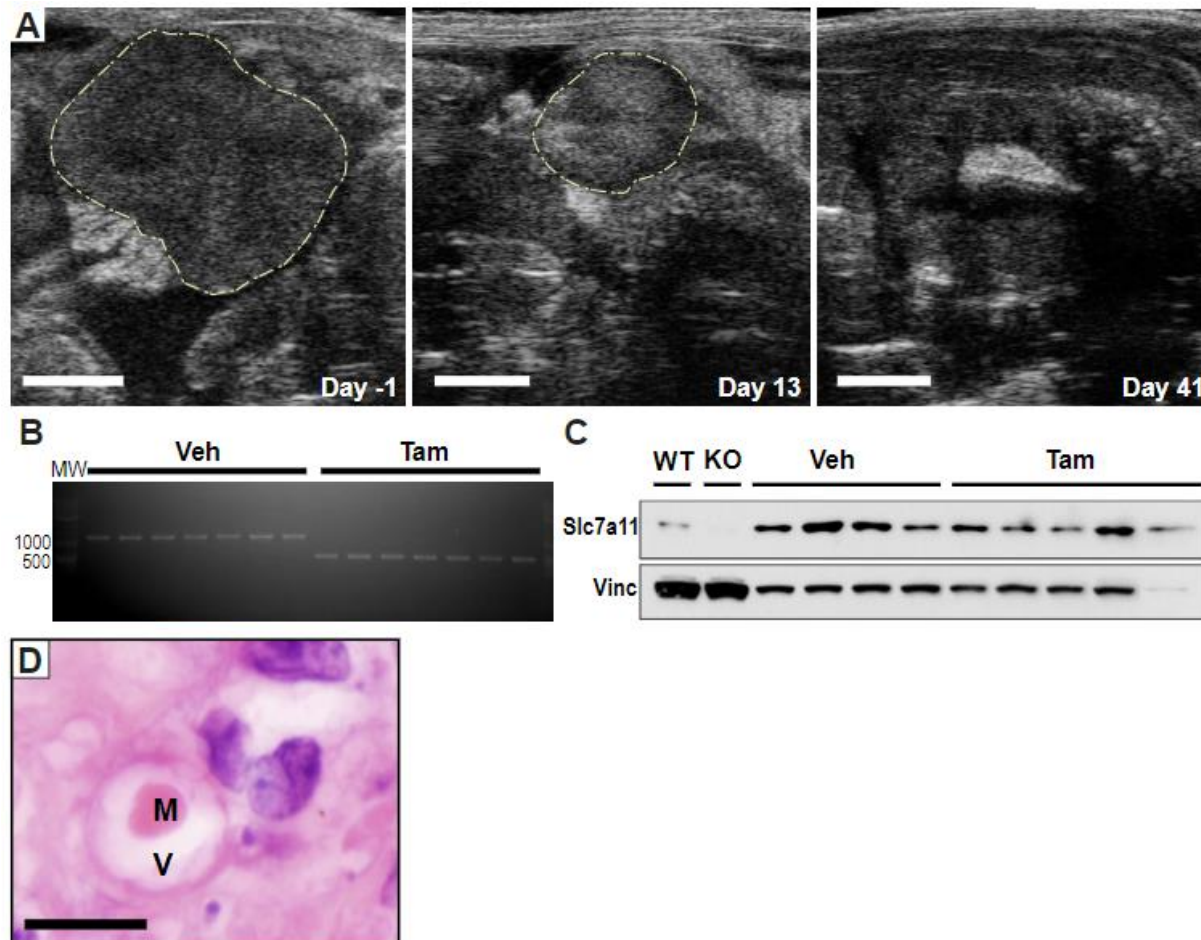 A
Day -1
Day 13
Day 41
B
Veh
Tam
MW
1000
500
C
WT KO Veh Tam
Slc7a11
Vinc
D
M
V